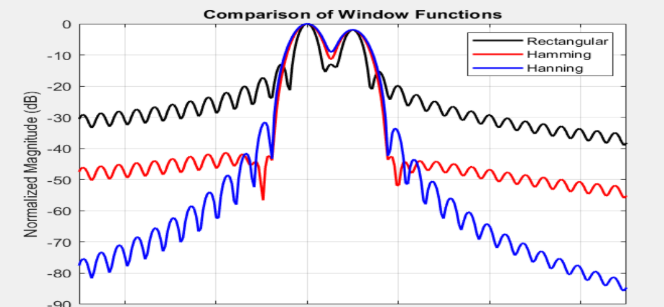 Comparison of Window Functions
Normalized Magnitude (dB)
0
-10
-20
-30
-40
-50
-60
-70
-80
-90
Rectangular
Hamming
Hanning